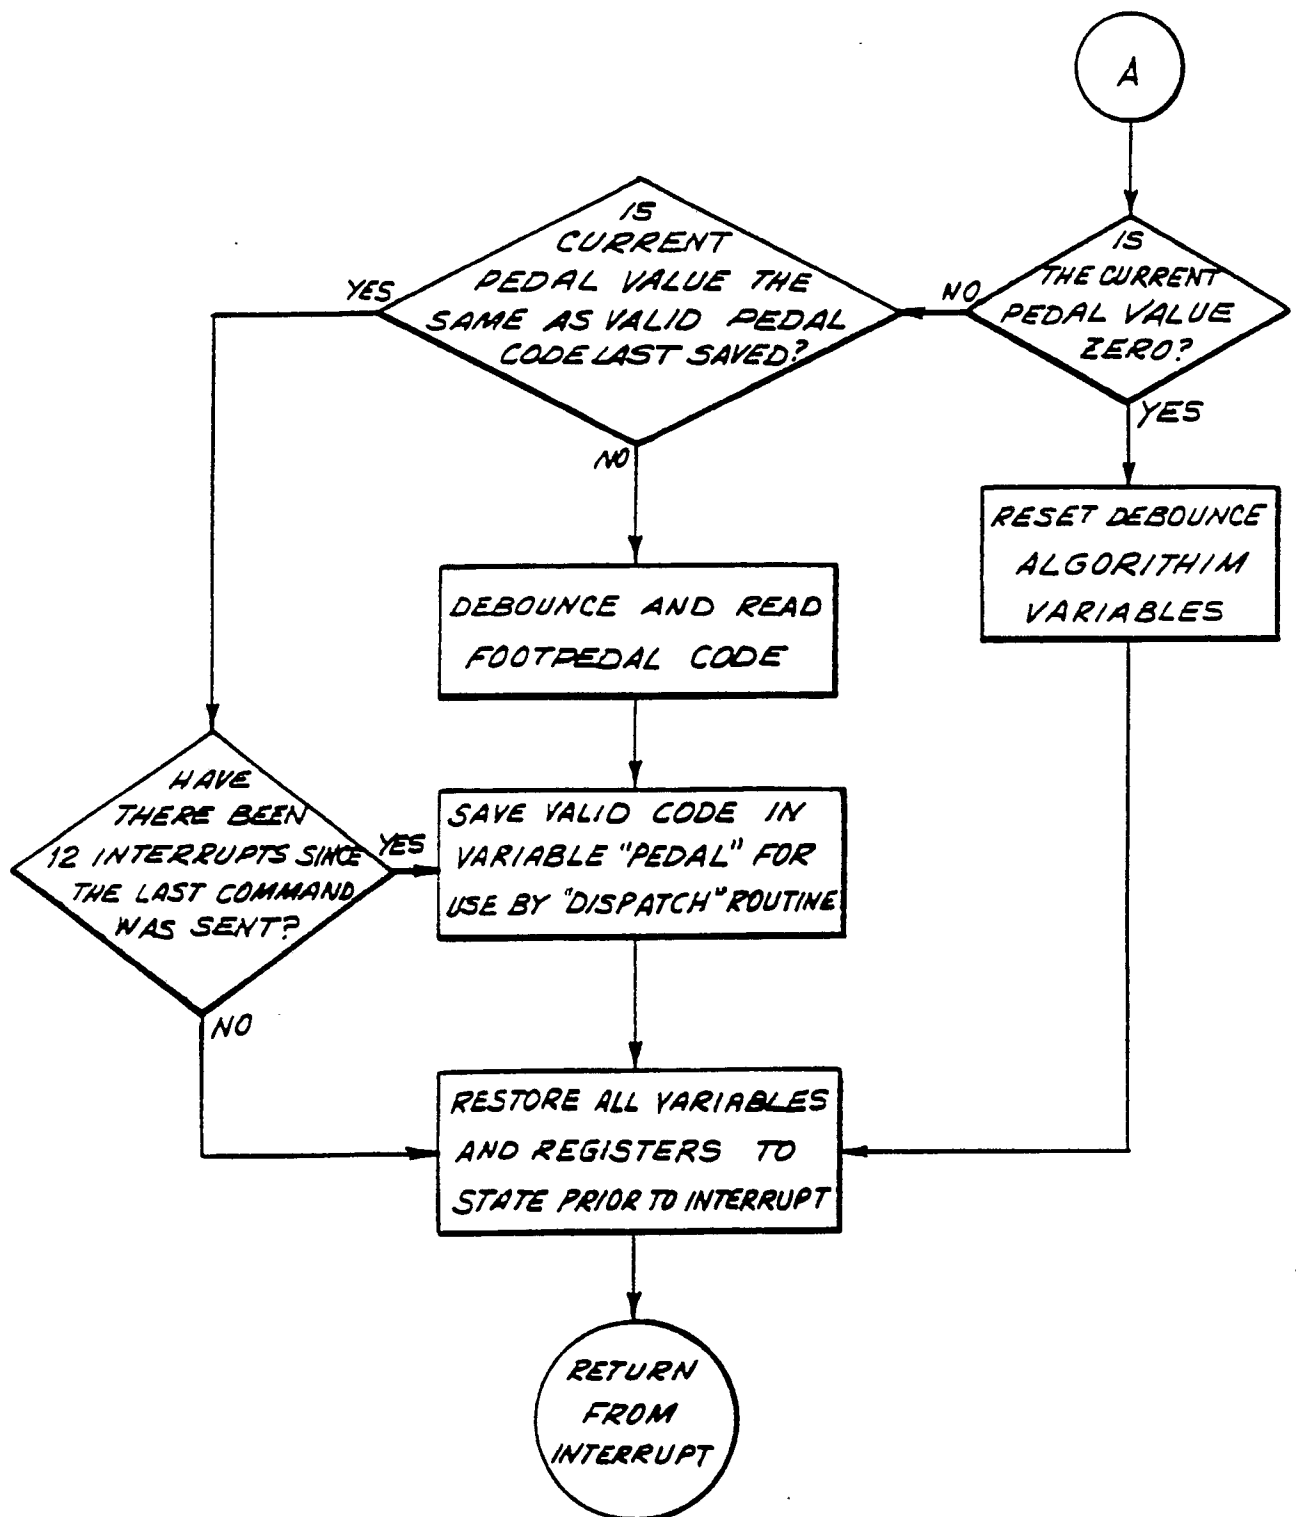 A
IS
THE CURRENT
PEDAL VALUE
ZERO?
NO
YES
IS
CURRENT
PEDAL VALUE THE
SAME AS VALID PEDAL
CODE LAST SAVED?
YES
NO
RESET DEBOUNCE
ALGORITHIM
VARIABLES
DEBOUNCE AND READ
FOOTPEDAL CODE
HAVE
THERE BEEN
12 INTERRUPTS SINCE
THE LAST COMMAND
WAS SENT?
YES
NO
SAVE VALID CODE IN
VARIABLE "PEDAL" FOR
USE BY "DISPATCH" ROUTINE
RESTORE ALL VARIABLES
AND REGISTERS TO
STATE PRIOR TO INTERRUPT
RETURN
FROM
INTERRUPT